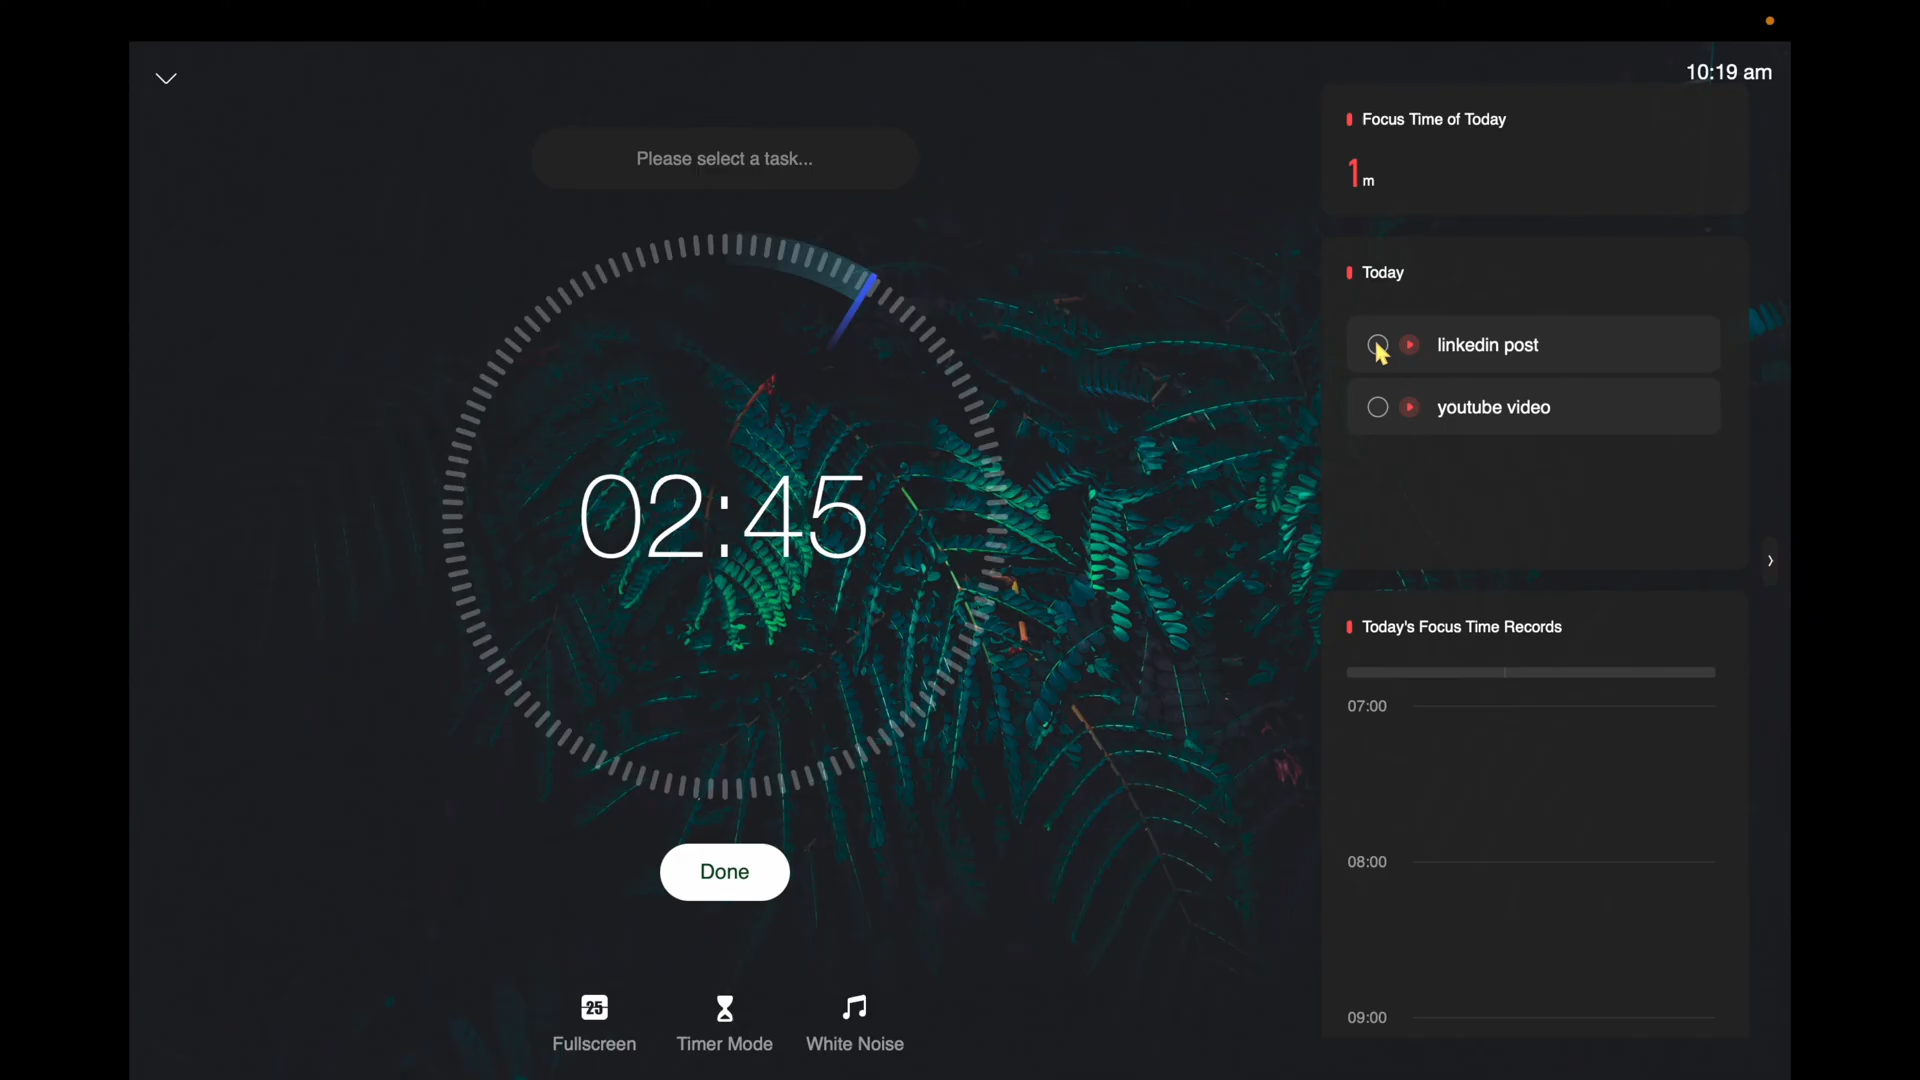 10:19 am
Please select a task...
Focus Time of Today
1 m
Today
linkedin post
youtube video
02:45
Today's Focus Time Records
07:00
08:00
09:00
Done
25
Fullscreen
Timer Mode
White Noise